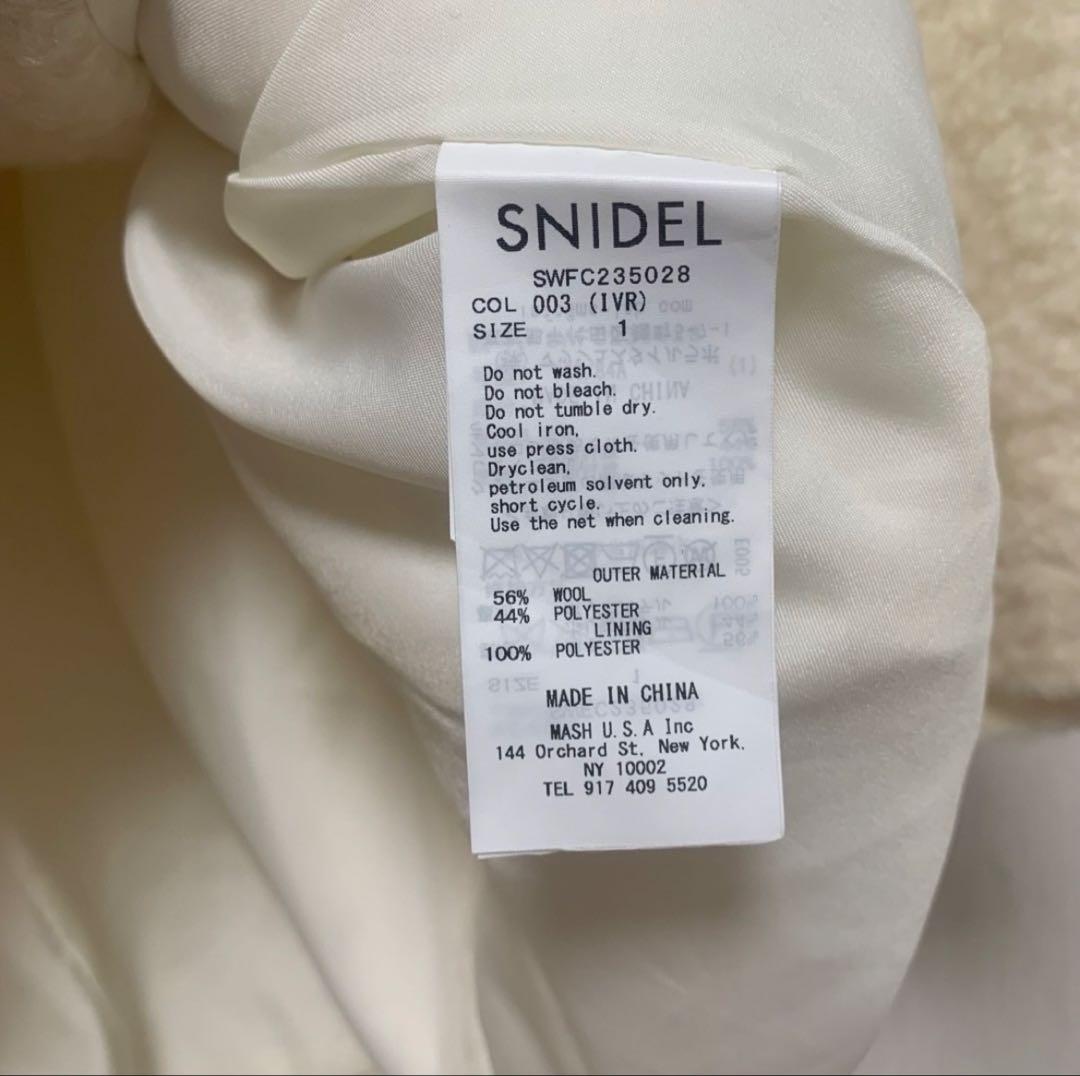 SNIDEL
SWFC235028
COL 003 (IVR)
SIZE 1
Do not wash.
Do not bleach.
Do not tumble dry.
Cool iron,
use press cloth.
Dryclean,
petroleum solvent only.
short cycle.
Use the net when cleaning.
OUTER MATERIAL
56% WOOL
44% POLYESTER
LINING
100% POLYESTER
MADE IN CHINA
MASH U.S.A Inc
144 Orchard St, New York,
NY 10002
TEL 917 409 5520